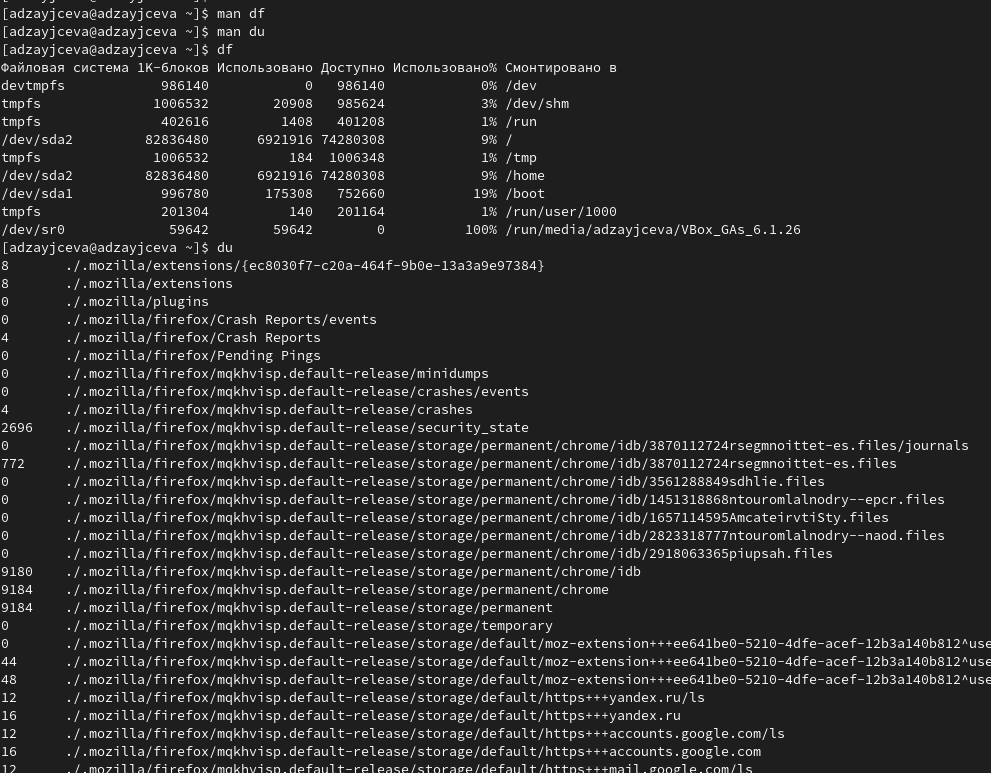 [adzayjceva@adzayjceva ~]$ man df
[adzayjceva@adzayjceva ~]$ man du
[adzayjceva@adzayjceva ~]$ df
Файловая система 1K-блоков Использовано Доступно Использовано% Смонтировано в
devtmpfs            986140            0   986140            0% /dev
tmpfs              1006532        20908   985624            3% /dev/shm
tmpfs               402616         1408   401208            1% /run
/dev/sda2         82836480      6921916 74280308            9% /
tmpfs              1006532          184  1006348            1% /tmp
/dev/sda2         82836480      6921916 74280308            9% /home
/dev/sda1           996780       175308   752660           19% /boot
tmpfs               201304          140   201164            1% /run/user/1000
/dev/sr0             59642        59642        0          100% /run/media/adzayjceva/VBox_GAs_6.1.26
[adzayjceva@adzayjceva ~]$ du
8       ./.mozilla/extensions/{ec8030f7-c20a-464f-9b0e-13a3a9e97384}
8       ./.mozilla/extensions
0       ./.mozilla/plugins
0       ./.mozilla/firefox/Crash Reports/events
4       ./.mozilla/firefox/Crash Reports
0       ./.mozilla/firefox/Pending Pings
0       ./.mozilla/firefox/mqkhvisp.default-release/minidumps
0       ./.mozilla/firefox/mqkhvisp.default-release/crashes/events
4       ./.mozilla/firefox/mqkhvisp.default-release/crashes
2696    ./.mozilla/firefox/mqkhvisp.default-release/security_state
0       ./.mozilla/firefox/mqkhvisp.default-release/storage/permanent/chrome/idb/3870112724rsegmnoittet-es.files/journals
772     ./.mozilla/firefox/mqkhvisp.default-release/storage/permanent/chrome/idb/3870112724rsegmnoittet-es.files
0       ./.mozilla/firefox/mqkhvisp.default-release/storage/permanent/chrome/idb/3561288849sdhlie.files
0       ./.mozilla/firefox/mqkhvisp.default-release/storage/permanent/chrome/idb/1451318868ntouromlalnodry--epcr.files
0       ./.mozilla/firefox/mqkhvisp.default-release/storage/permanent/chrome/idb/1657114595AmcateirvtiSty.files
0       ./.mozilla/firefox/mqkhvisp.default-release/storage/permanent/chrome/idb/2823318777ntouromlalnodry--naod.files
0       ./.mozilla/firefox/mqkhvisp.default-release/storage/permanent/chrome/idb/2918063365piupsah.files
9180    ./.mozilla/firefox/mqkhvisp.default-release/storage/permanent/chrome/idb
9184    ./.mozilla/firefox/mqkhvisp.default-release/storage/permanent/chrome
9184    ./.mozilla/firefox/mqkhvisp.default-release/storage/permanent
0       ./.mozilla/firefox/mqkhvisp.default-release/storage/temporary
0       ./.mozilla/firefox/mqkhvisp.default-release/storage/default/moz-extension+++ee641be0-5210-4dfe-acef-12b3a140b812^use
44      ./.mozilla/firefox/mqkhvisp.default-release/storage/default/moz-extension+++ee641be0-5210-4dfe-acef-12b3a140b812^use
48      ./.mozilla/firefox/mqkhvisp.default-release/storage/default/moz-extension+++ee641be0-5210-4dfe-acef-12b3a140b812^use
12      ./.mozilla/firefox/mqkhvisp.default-release/storage/default/https+++yandex.ru/ls
16      ./.mozilla/firefox/mqkhvisp.default-release/storage/default/https+++yandex.ru
12      ./.mozilla/firefox/mqkhvisp.default-release/storage/default/https+++accounts.google.com/ls
16      ./.mozilla/firefox/mqkhvisp.default-release/storage/default/https+++accounts.google.com
12      ./.mozilla/firefox/mqkhvisp.default-release/storage/default/https+++mail.google.com/ls